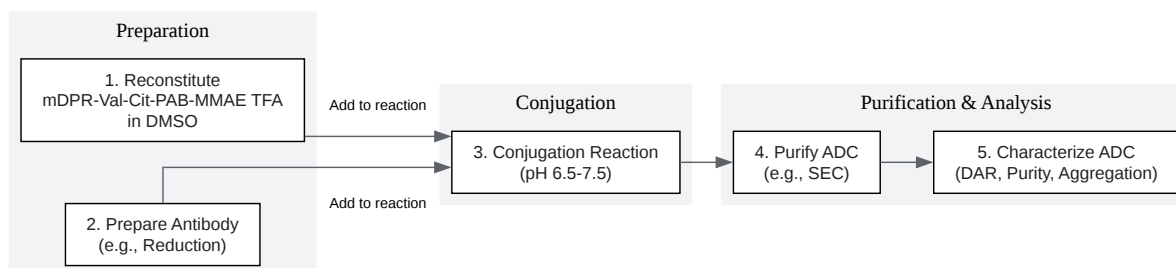 Preparation
1. Reconstitute
mDPR-Val-Cit-PAB-MMAE TFA
in DMSO
2. Prepare Antibody
(e.g., Reduction)
Add to reaction
Add to reaction
Conjugation
3. Conjugation Reaction
(pH 6.5-7.5)
Purification & Analysis
4. Purify ADC
(e.g., SEC)
5. Characterize ADC
(DAR, Purity, Aggregation)